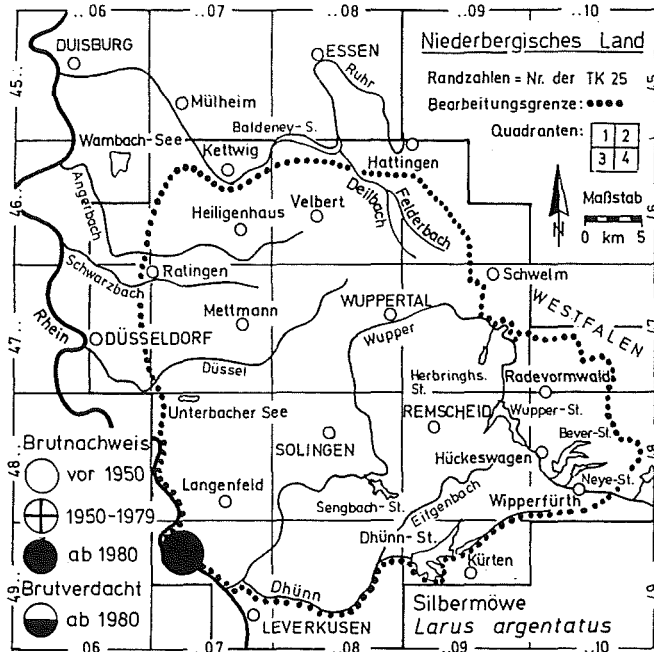 ..06
..07
..08
..09
..10
DUISBURG
ESSEN
Niederbergisches Land
45..
Ruhr
Randzahlen = Nr. der TK 25
Mülheim
Bearbeitungsgrenze:
Baldeney-S.
Quadranten:
1 2
3 4
Wambach-See
Kettwig
Hattingen
Angerbach
Deilbach
Felderbach
Maßstab
46..
Heiligenhaus
Velbert
N
0 km 5
Schwarzbach
Ratingen
Schwelm
WESTFALEN
Mettmann
WUPPERTAL
Rhein
DÜSSELDORF
Wupper
47..
47
Düssel
Herbringhs.
St.
Radevormwald
Unterbacher See
REMSCHEID
Wupper-St.
Brutnachweis
Bever-St.
SOLINGEN
vor 1950
Hückeswagen
48..
Neye-St.
Langenfeld
Sengbach-St.
Eifgenbach
Wipperfürth
1950-1979
Dhünn-St.
ab 1980
Kürten
Dhünn
Brutverdacht
49..
Silbermöwe
ab 1980
LEVERKUSEN
Larus argentatus
..06
..07
..08
..09
..10